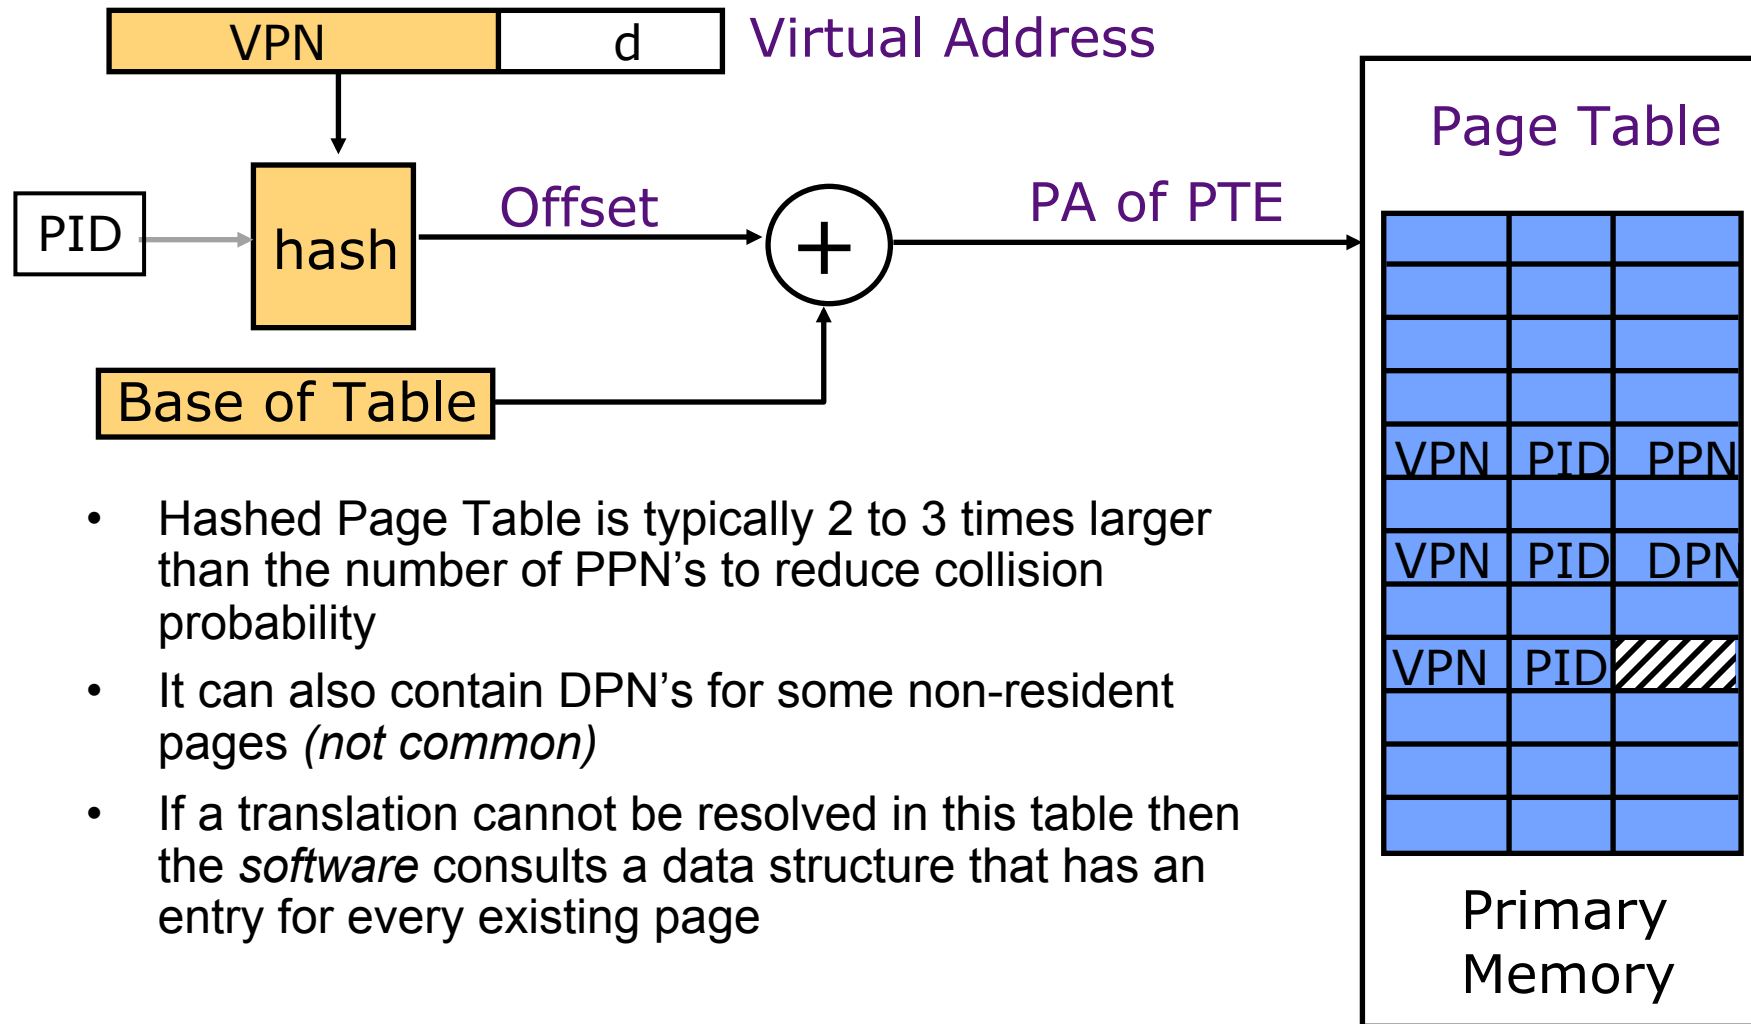 VPN d Virtual Address
Page Table
PID hash Offset + PA of PTE
Base of Table
VPN PID PPN
VPN PID DPN
VPN PID
• Hashed Page Table is typically 2 to 3 times larger
than the number of PPN’s to reduce collision
probability
• It can also contain DPN’s for some non-resident
pages (not common)
• If a translation cannot be resolved in this table then
the software consults a data structure that has an
entry for every existing page
Primary
Memory